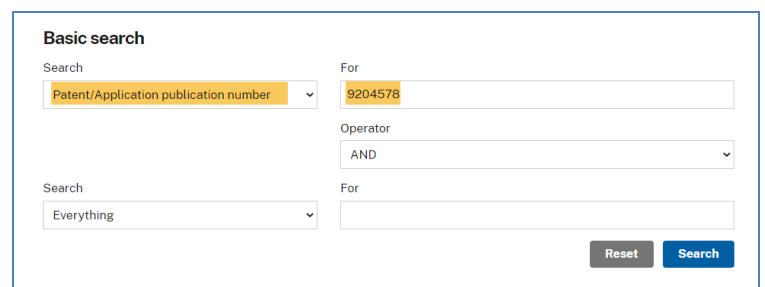 Basic search
Search
For
Patent/Application publication number
9204578
Operator
AND
Search
For
Everything
Reset
Search